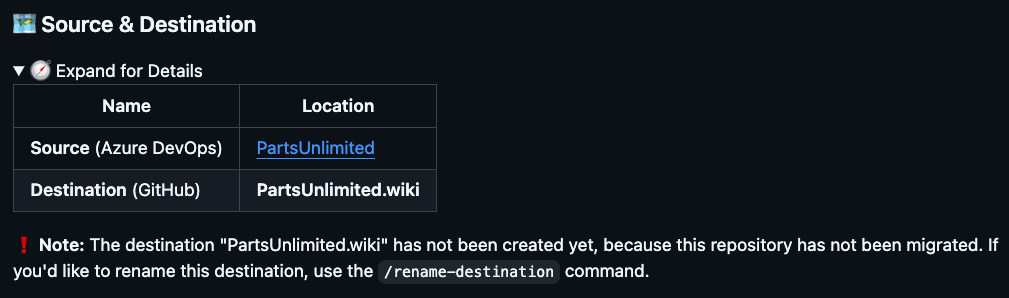 Source & Destination
Expand for Details
Name Location
Source (Azure DevOps) PartsUnlimited
Destination (GitHub) PartsUnlimited.wiki
Note: The destination "PartsUnlimited.wiki" has not been created yet, because this repository has not been migrated. If
you'd like to rename this destination, use the /rename-destination command.